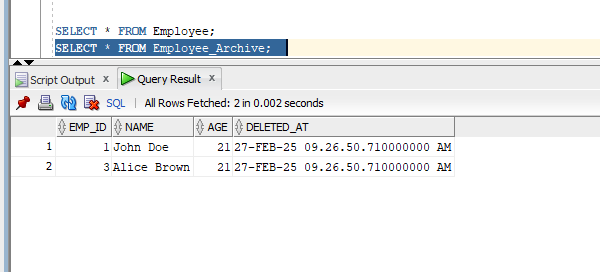 SELECT * FROM Employee;
SELECT * FROM Employee_Archive;
Script Output x Query Result x
SQL | All Rows Fetched: 2 in 0.002 seconds
EMP_ID NAME AGE DELETED_AT
1 1 John Doe 21 27-FEB-25 09.26.50.710000000 AM
2 3 Alice Brown 21 27-FEB-25 09.26.50.710000000 AM